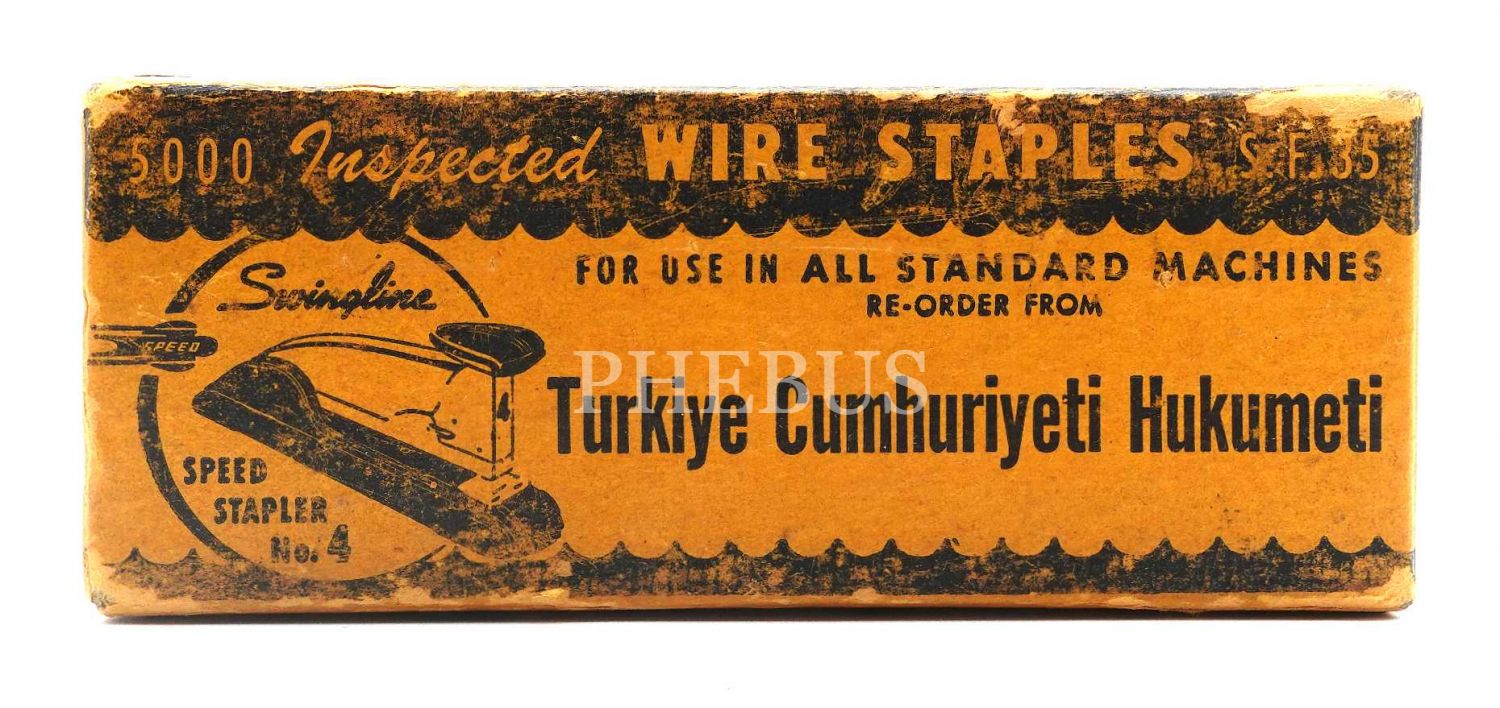 5000 Inspected WIRE STAPLES S.F. 35
Swingline
SPEED
SPEED
STAPLER
No. 4
FOR USE IN ALL STANDARD MACHINES
RE-ORDER FROM
Turkiye Cumhuriyeti Hukumeti
PHEBUS